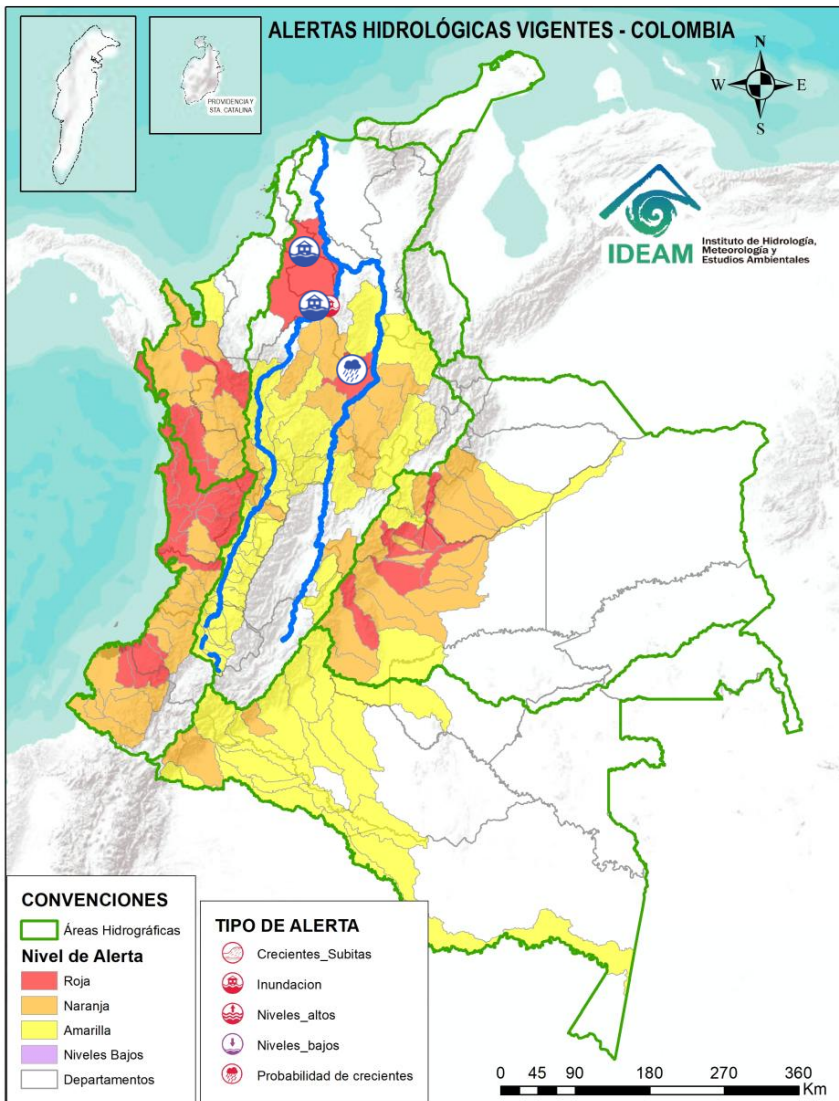 ALERTAS HIDROLÓGICAS VIGENTES - COLOMBIA
PROVIDENCIA Y
STA. CATALINA
N
W
E
S
IDEAM
Instituto de Hidrología,
Meteorología y
Estudios Ambientales
CONVENCIONES
Áreas Hidrográficas
Nivel de Alerta
Roja
Naranja
Amarilla
Niveles Bajos
Departamentos
TIPO DE ALERTA
Crecientes_Subitas
Inundacion
Niveles_altos
Niveles_bajos
Probabilidad de crecientes
0 45 90 180 270 360
Km